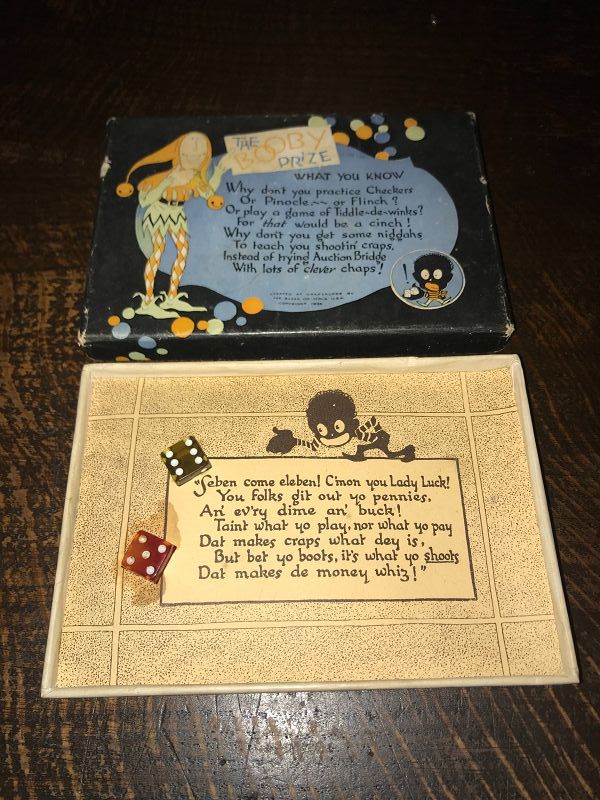 THE
BOOBY
PRIZE
WHAT YOU KNOW
Why don't you practice Checkers
Or Pinocle ~~ or Flinch?
Or play a game of Tiddle-de-winks?
For that would be a cinch!
Why don't you get some niggahs
To teach you "shootin' craps,
Instead of trying Auction Bridge
With lots of "clever chaps"!
COPYRIGHT
"Seben come eleben! C'mon you Lady Luck!
You folks git out yo pennies,
An' ev'ry dime an' buck!
Taint what yo play, nor what yo pay
Dat makes craps what dey is,
But bet yo boots, it's what yo shoots
Dat makes de money whiz!"